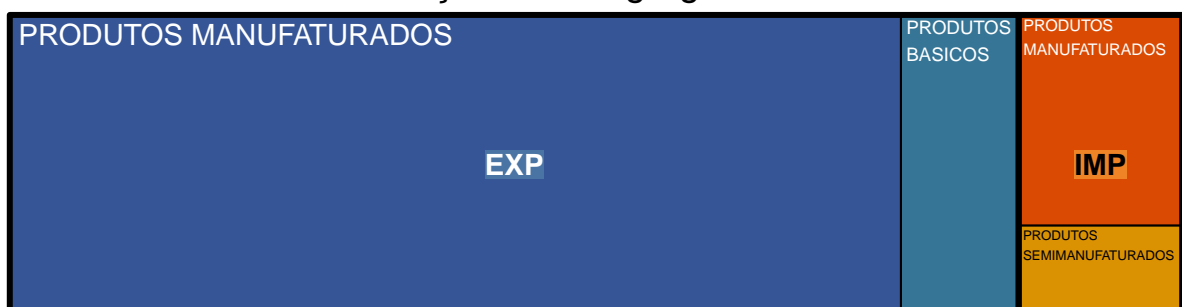 PRODUTOS MANUFATURADOS
EXP
PRODUTOS
BASICOS
PRODUTOS
MANUFATURADOS
IMP
PRODUTOS
SEMIMANUFATURADOS